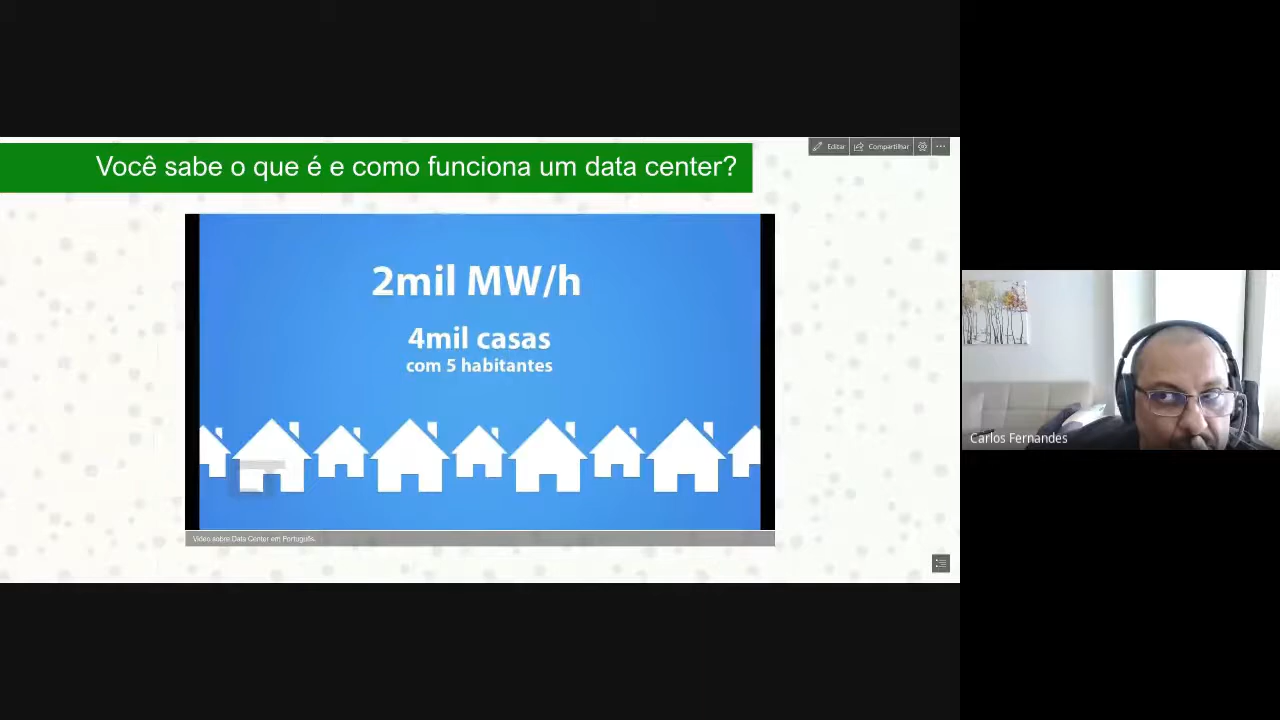 Você sabe o que é e como funciona um data center?
Editar
Compartilhar
2mil MW/h
4mil casas
com 5 habitantes
Vídeo sobre Data Center em Português.
Carlos Fernandes